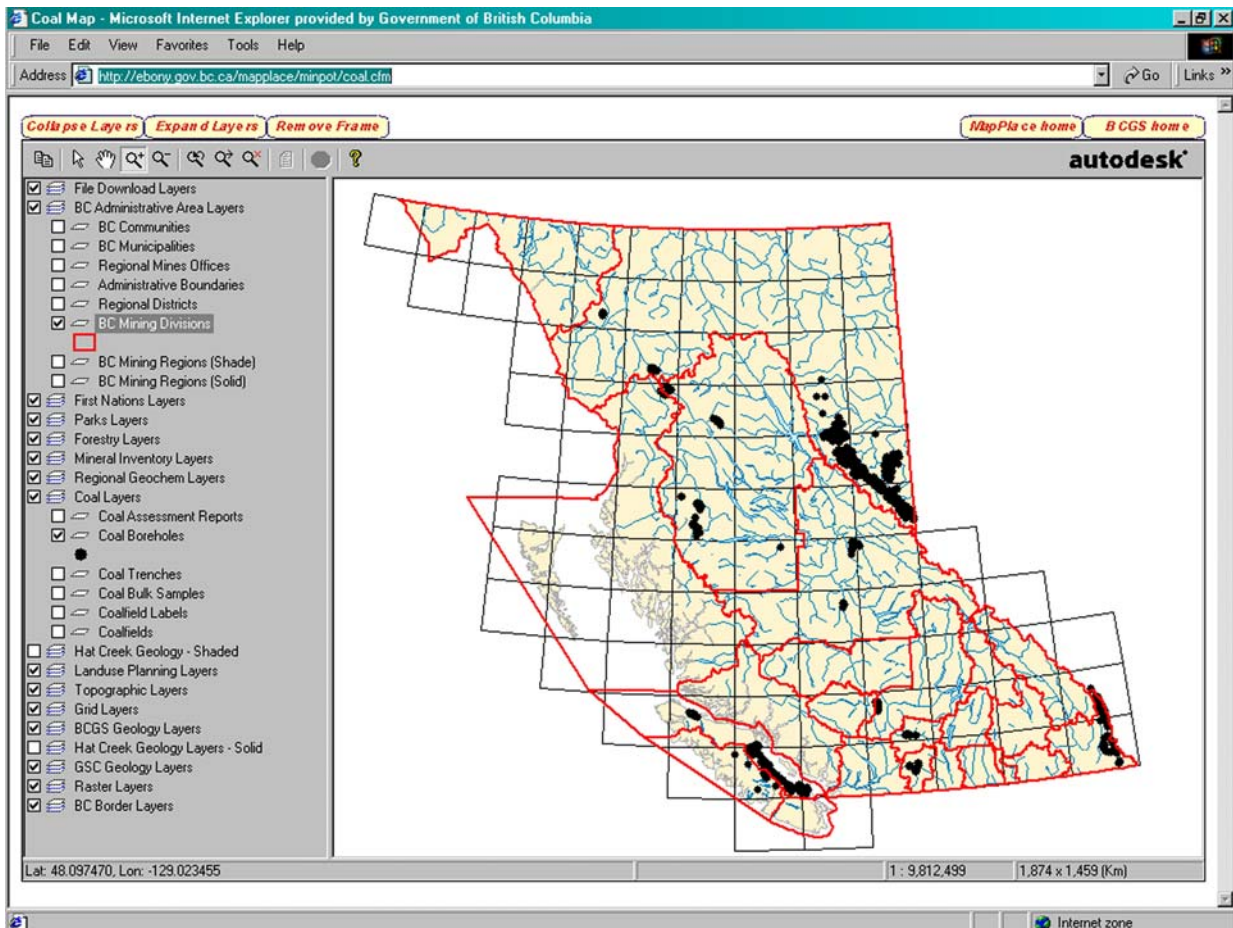 Coal Map - Microsoft Internet Explorer provided by Government of British Columbia
File Edit View Favorites Tools Help
Address http://ebony.gov.bc.ca/mapplace/minpot/coal.cfm Go Links »
Collapse Layers Expand Layers Remove Frame MapPlace home BCGS home
autodesk
File Download Layers
BC Administrative Area Layers
BC Communities
BC Municipalities
Regional Mines Offices
Administrative Boundaries
Regional Districts
BC Mining Divisions
BC Mining Regions (Shade)
BC Mining Regions (Solid)
First Nations Layers
Parks Layers
Forestry Layers
Mineral Inventory Layers
Regional Geochem Layers
Coal Layers
Coal Assessment Reports
Coal Boreholes
Coal Trenches
Coal Bulk Samples
Coalfield Labels
Coalfields
Hat Creek Geology - Shaded
Landuse Planning Layers
Topographic Layers
Grid Layers
BCGS Geology Layers
Hat Creek Geology Layers - Solid
GSC Geology Layers
Raster Layers
BC Border Layers
Lat: 48.097470, Lon: -129.023455 1 : 9,812,499 1,874 x 1,459 (Km)
Internet zone